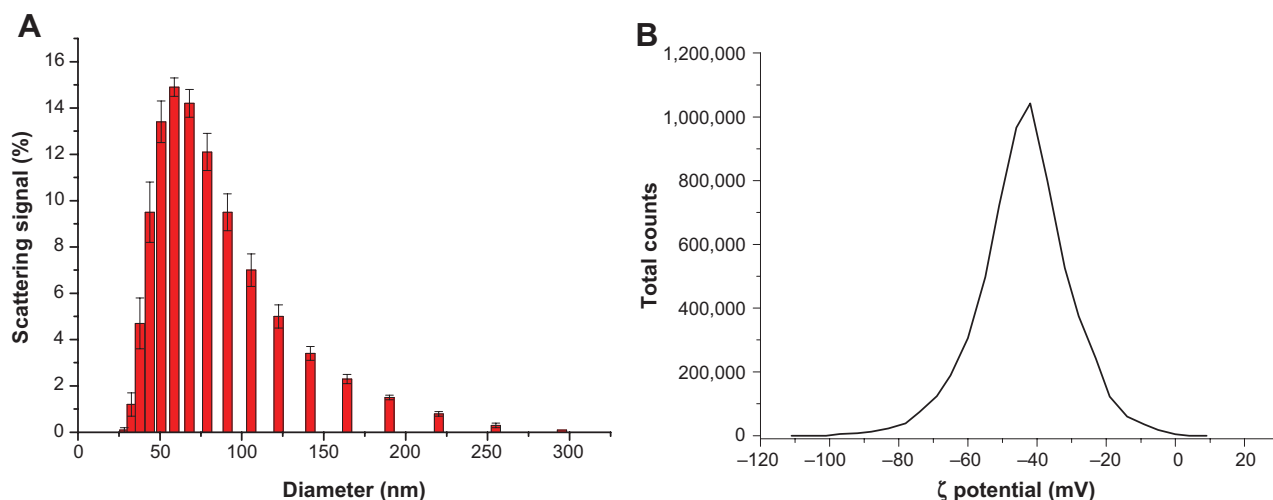 A
Scattering signal (%)
16
14
12
10
8
6
4
2
0
0 50 100 150 200 250 300
Diameter (nm)
B
Total counts
1,200,000
1,000,000
800,000
600,000
400,000
200,000
0
–120 –100 –80 –60 –40 –20 0 20
ζ potential (mV)